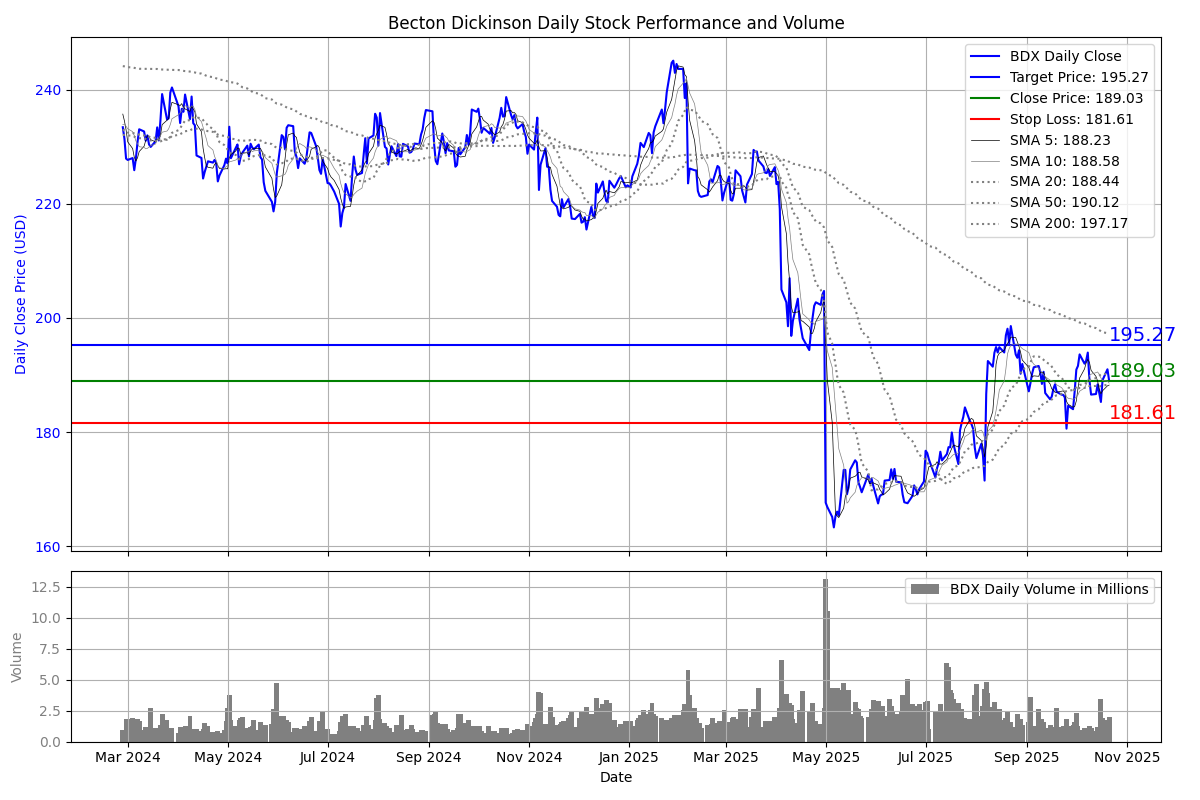 Becton Dickinson Daily Stock Performance and Volume
Daily Close Price (USD)
240
220
200
180
160
BDX Daily Close
Target Price: 195.27
Close Price: 189.03
Stop Loss: 181.61
SMA 5: 188.23
SMA 10: 188.58
SMA 20: 188.44
SMA 50: 190.12
SMA 200: 197.17
195.27
189.03
181.61
Volume
12.5
10.0
7.5
5.0
2.5
0.0
BDX Daily Volume in Millions
Mar 2024 May 2024 Jul 2024 Sep 2024 Nov 2024 Jan 2025 Mar 2025 May 2025 Jul 2025 Sep 2025 Nov 2025
Date